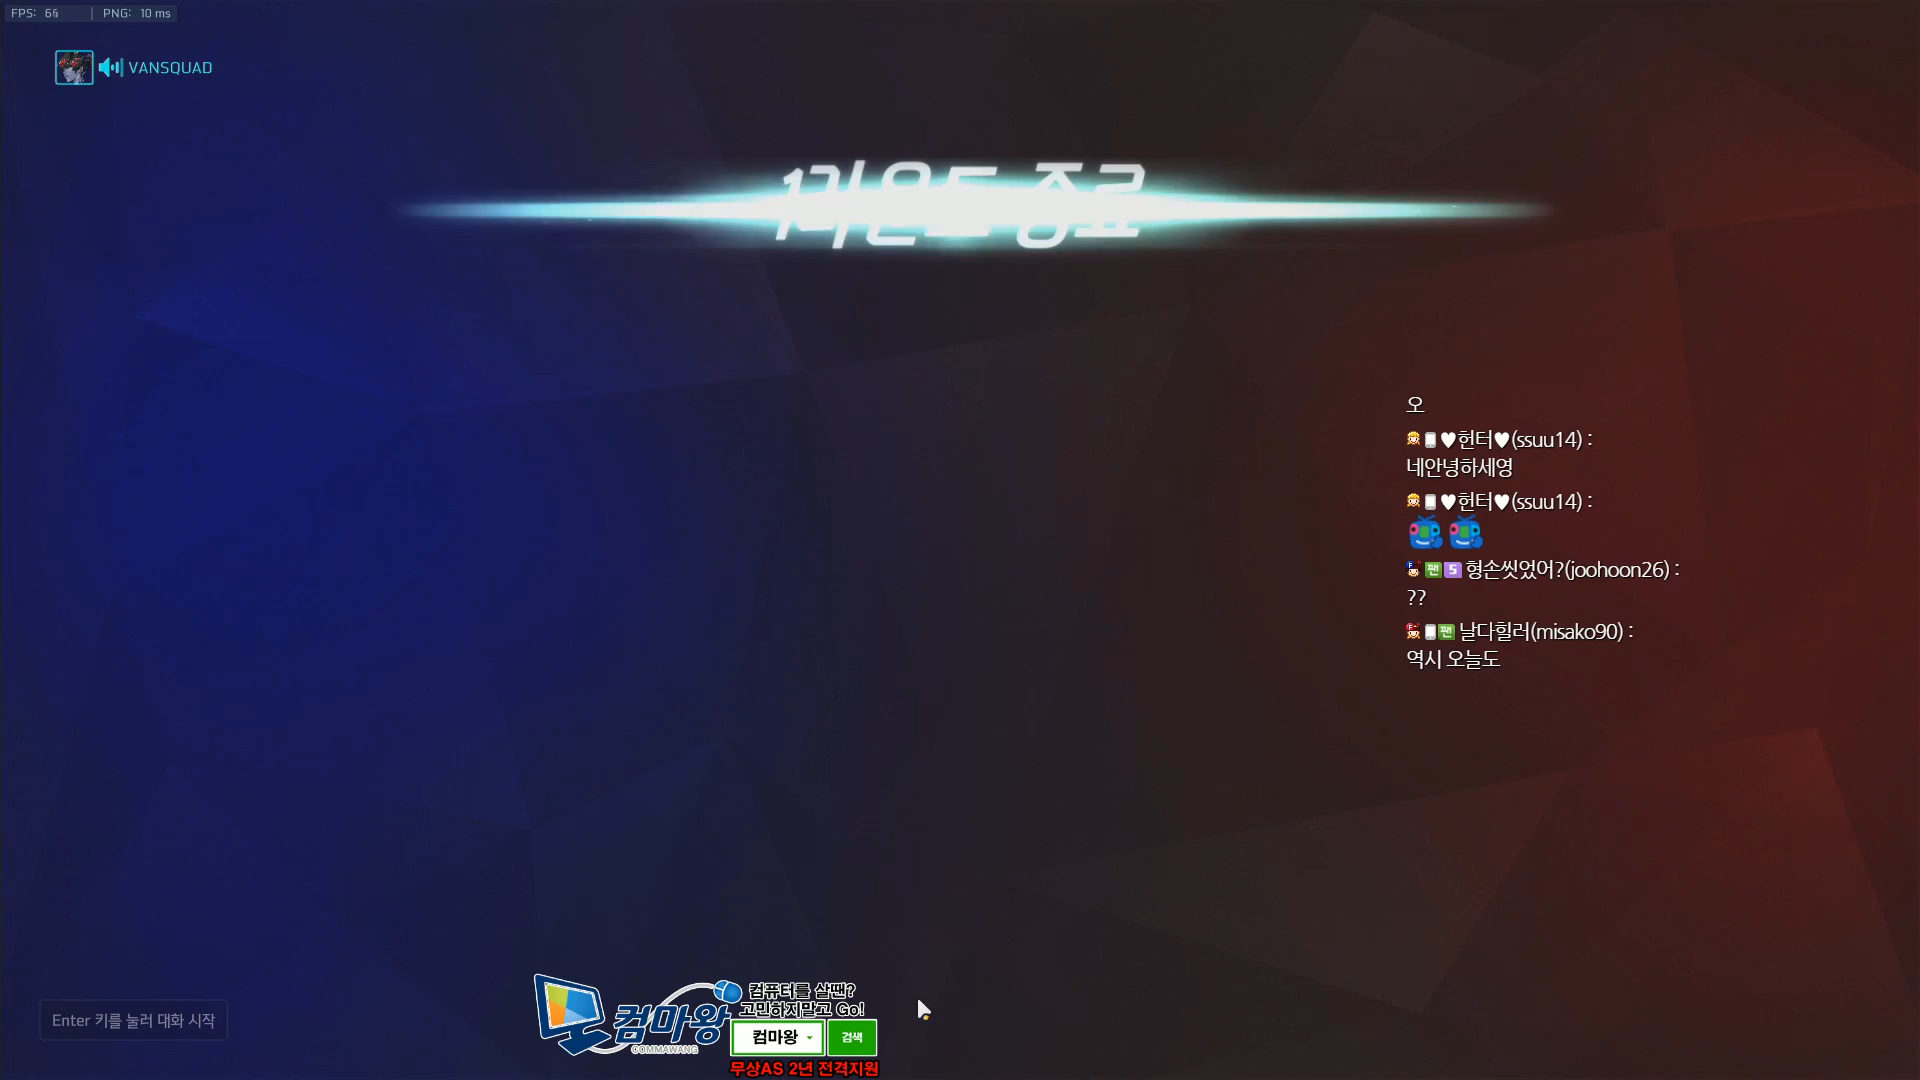 FPS: 66 | PNG: 10 ms
VANSQUAD
1라운드 종료
오
♥헌터♥(ssuu14) :
네안녕하세영
♥헌터♥(ssuu14) :
팬 S 형손씻었어?(joohoon26) :
??
팬 날다힐러(misako90) :
역시 오늘도
Enter 키를 눌러 대화 시작
컴퓨터를 살땐?
고민하지말고 Go!
컴마왕
COMMAWANG
컴마왕 검색
무상AS 2년 전격지원